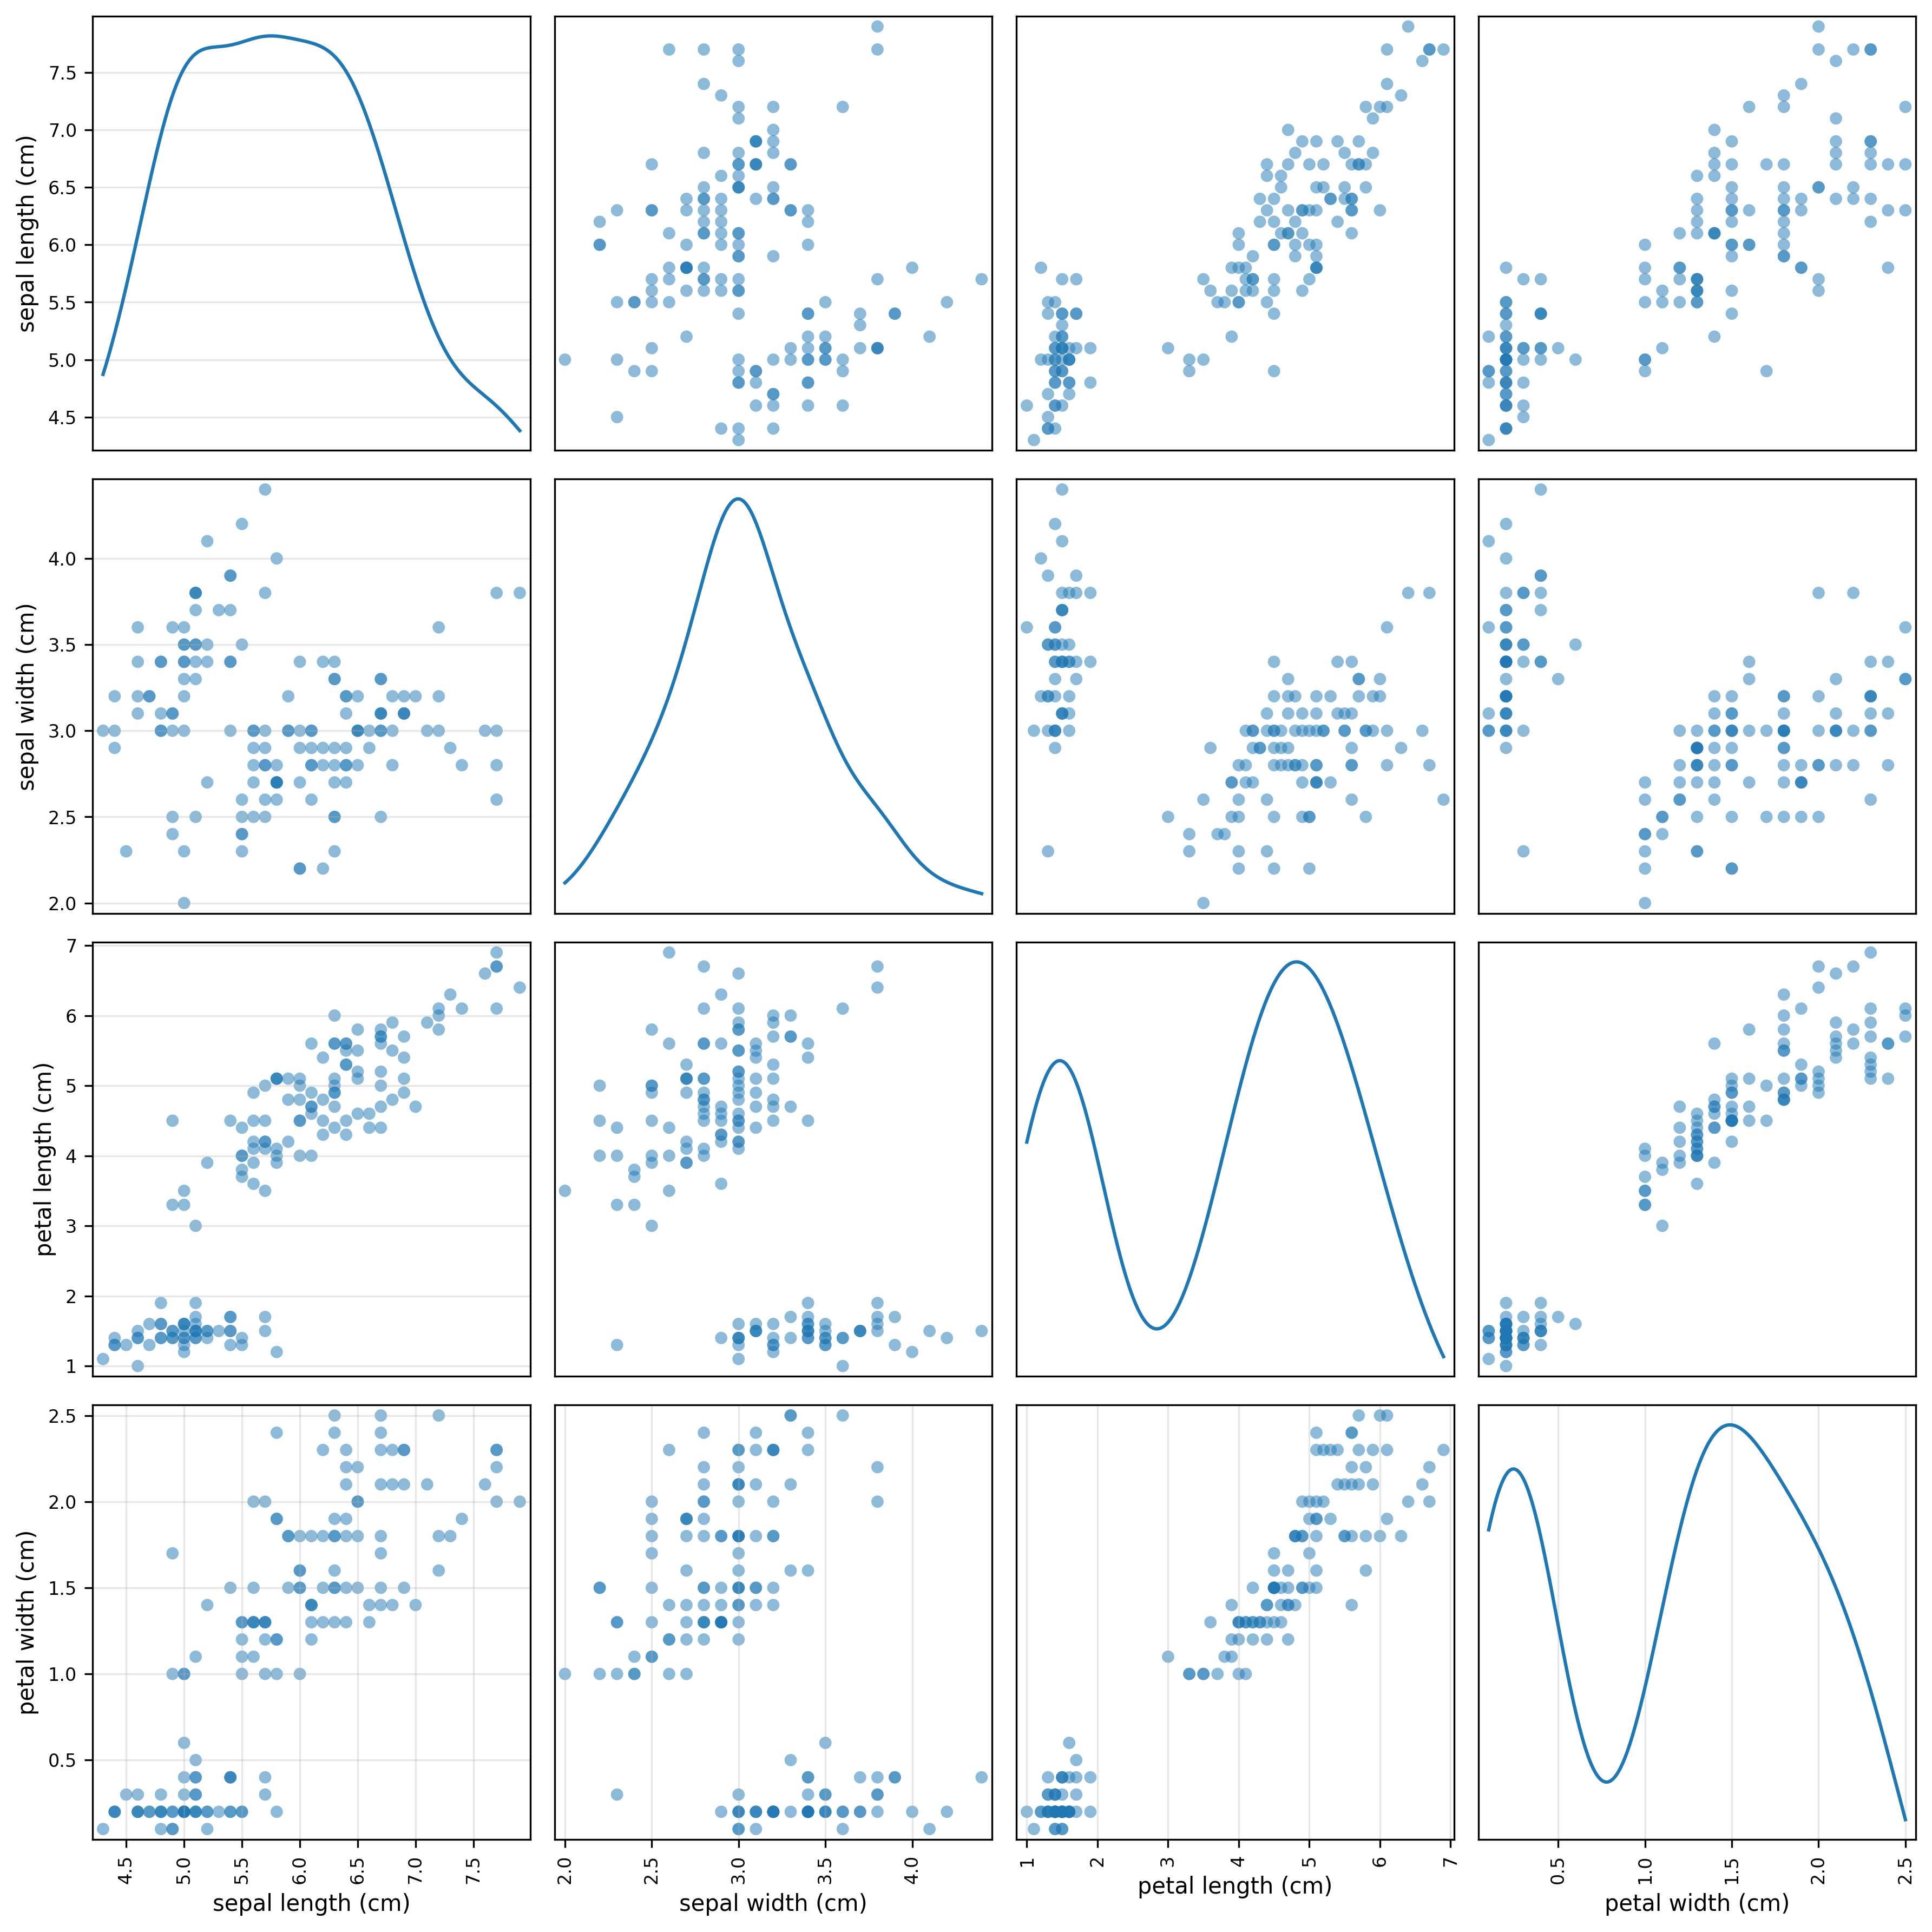 sepal length (cm)
7.5
7.0
6.5
6.0
5.5
5.0
4.5
sepal width (cm)
4.0
3.5
3.0
2.5
2.0
petal length (cm)
7
6
5
4
3
2
1
petal width (cm)
2.5
2.0
1.5
1.0
0.5
4.5 5.0 5.5 6.0 6.5 7.0 7.5
sepal length (cm)
2.0 2.5 3.0 3.5 4.0
sepal width (cm)
1 2 3 4 5 6 7
petal length (cm)
0.5 1.0 1.5 2.0 2.5
petal width (cm)